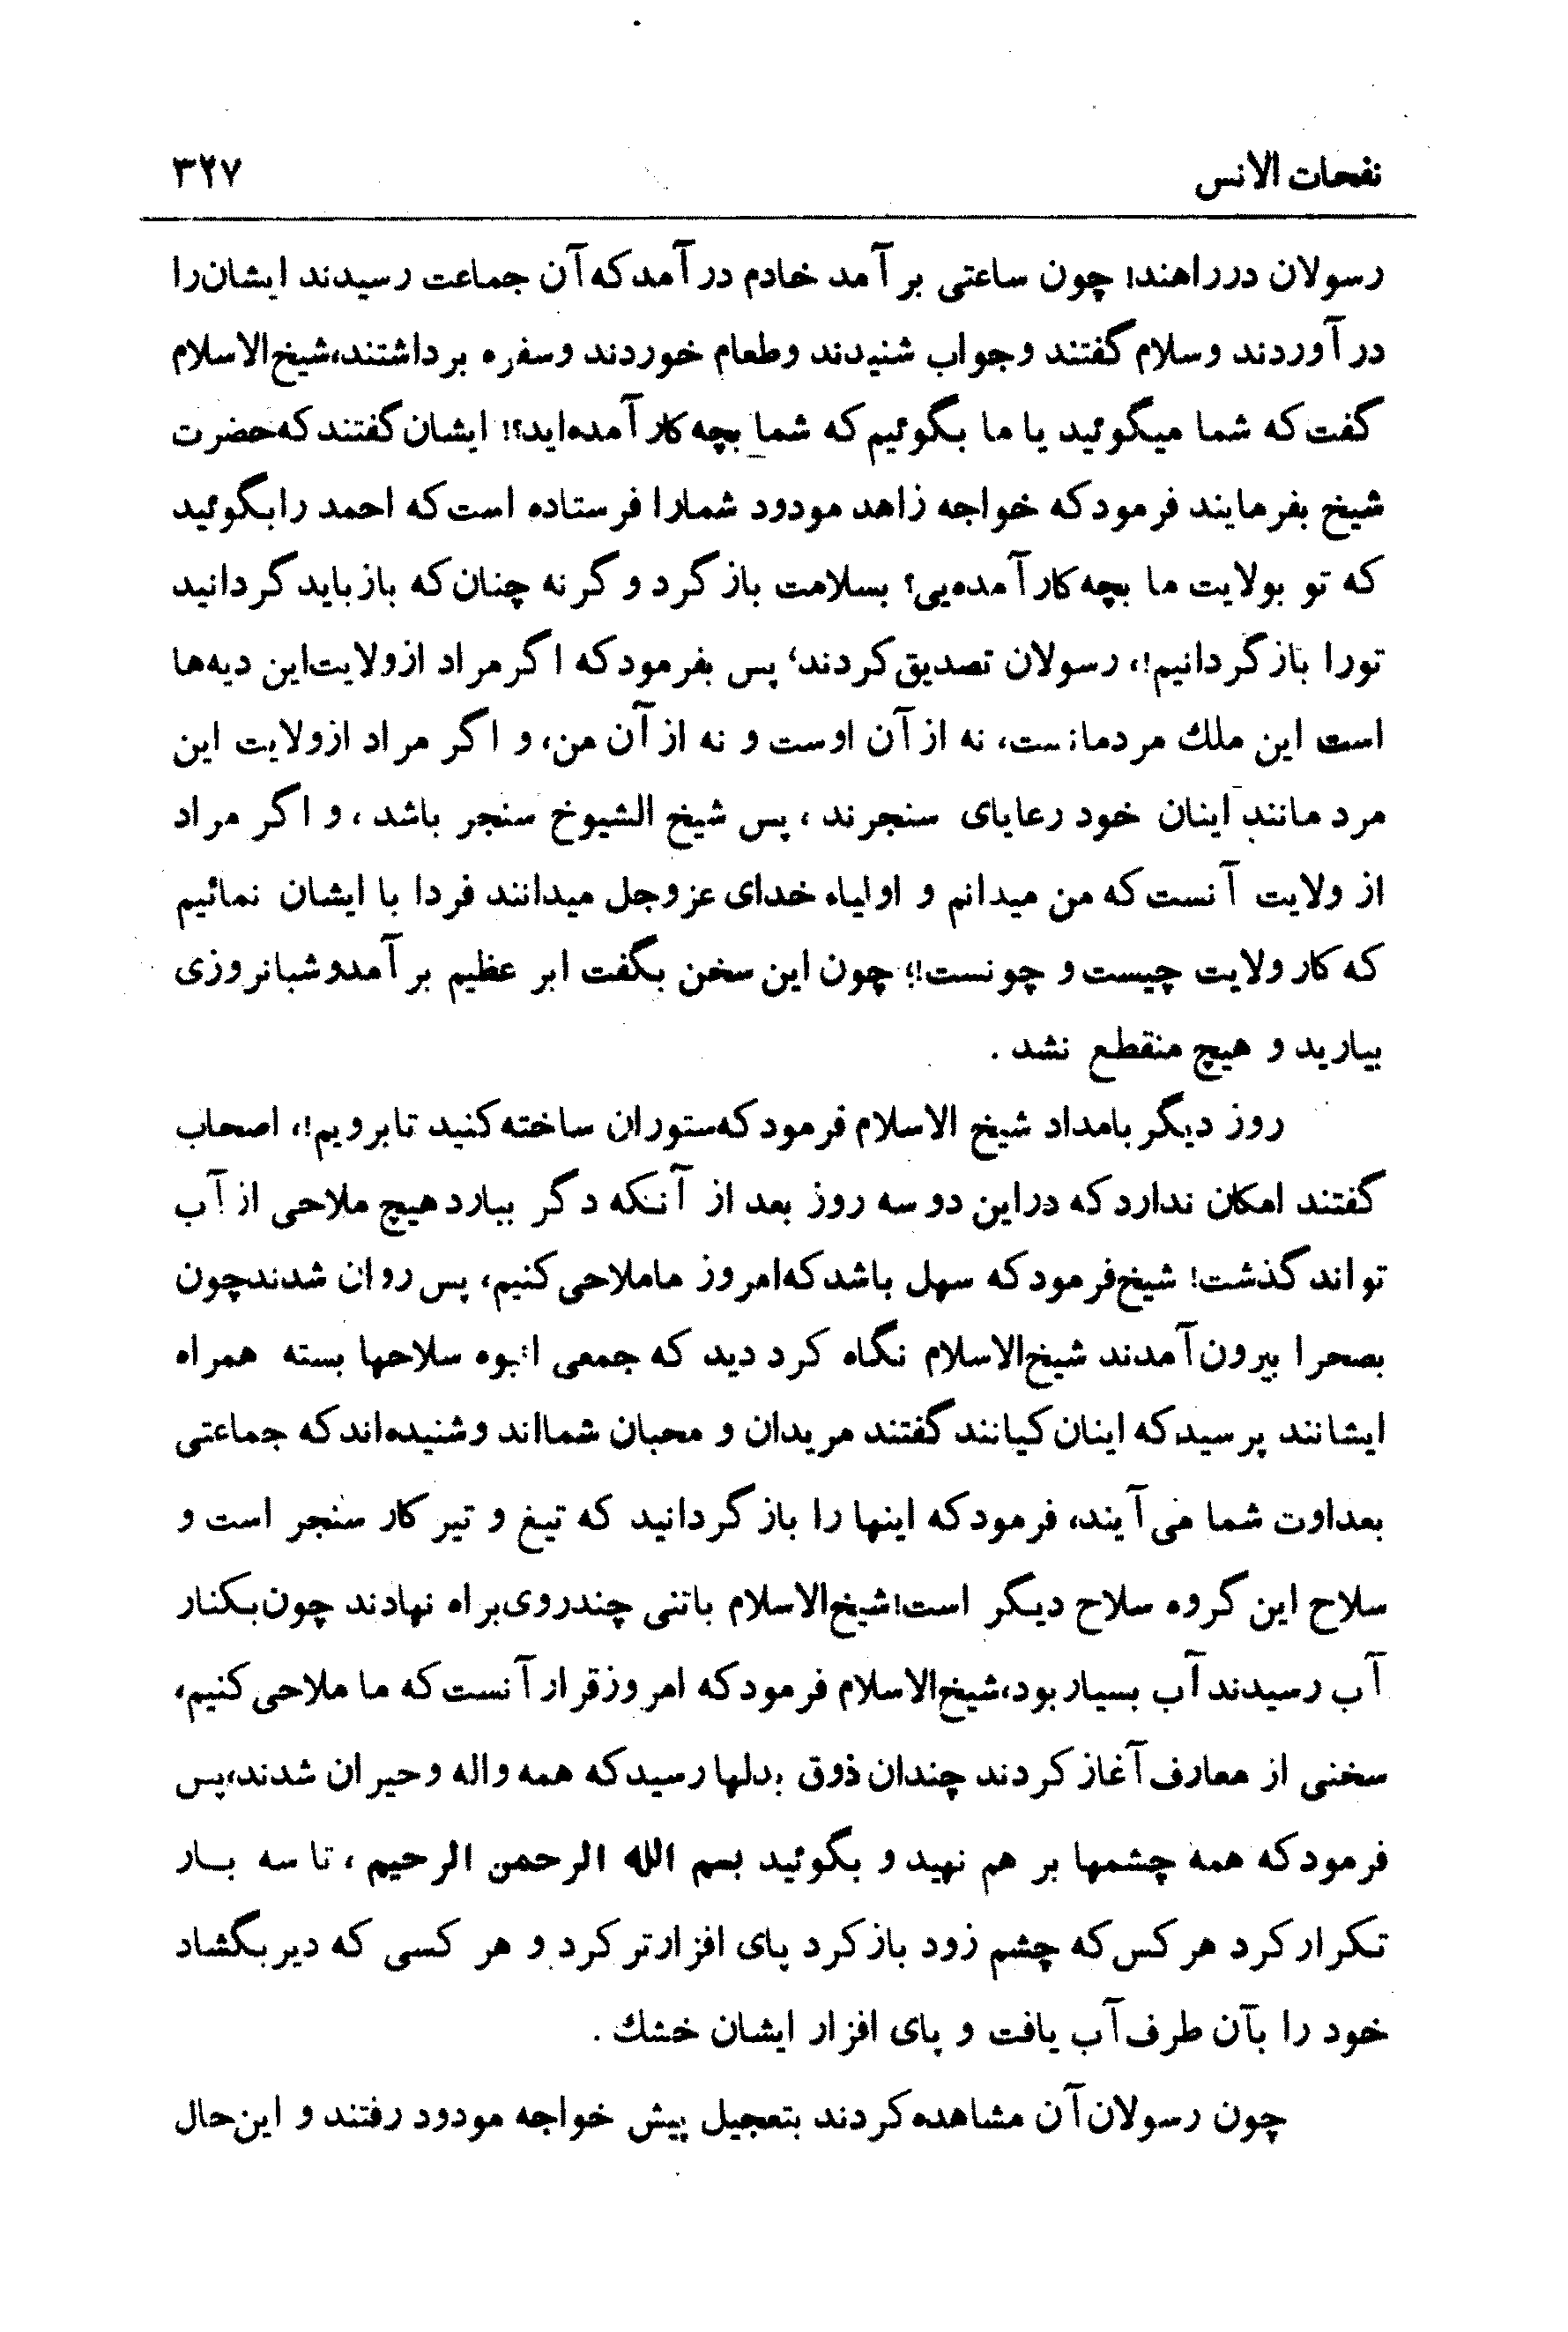 نفحات الانس ۳۲۷
رسولان درراهند! چون ساعتی بر آمد خادم در آمد که آن جماعت رسیدند ایشان را
در آوردند وسلام گفتند وجواب شنیدند وطعام خوردند وسفره برداشتند،شیخ الاسلام
گفت که شما میگوئید یا ما بگوئیم که شما بچه کار آمده‌اید؟! ایشان گفتند که حضرت
شیخ بفرمایند فرمود که خواجه زاهد مودود شمارا فرستاده است که احمد را بگوئید
که تو بولایت ما بچه کار آمده‌یی؟ بسلامت باز گرد و گرنه چنان که باز باید گردانید
تورا باز گردانیم!، رسولان تصدیق کردند، پس بفرمود که اگر مراد ازولایت این دیه‌ها
است این ملك مردمانست، نه از آن اوست و نه از آن من، و اگر مراد ازولایت این
مردمانند اینان خود رعایای سنجرند ، پس شیخ الشیوخ سنجر باشد ، و اگر مراد
از ولایت آنست که من میدانم و اولیاء خدای عزوجل میدانند فردا با ایشان نمائیم
که کار ولایت چیست و چونست!؛ چون این سخن بگفت ابر عظیم بر آمدو شبانروزی
ببارید و هیچ منقطع نشد .
روز دیگر بامداد شیخ الاسلام فرمود که ستوران ساخته کنید تا برویم!، اصحاب
گفتند امکان ندارد که دراین دو سه روز بعد از آنکه دگر ببارد هیچ ملاحی از آب
تواند گذشت! شیخ فرمود که سهل باشد که امروز ماملاحی کنیم، پس روان شدندچون
بصحرا بیرون آمدند شیخ الاسلام نگاه کرد دید که جمعی انبوه سلاحها بسته همراه
ایشانند پرسید که اینان کیانند گفتند مریدان و محبان شمااند وشنیده‌اند که جماعتی
بعداوت شما می آیند، فرمود که اینها را باز گردانید که تیغ و تیر کار سنجر است و
سلاح این گروه سلاح دیگر است!شیخ الاسلام باتنی چندروی براه نهادند چون بکنار
آب رسیدند آب بسیار بود،شیخ الاسلام فرمود که امروز قرار آنست که ما ملاحی کنیم،
سخنی از معارف آغاز کردند چندان ذوق بدلها رسید که همه واله وحیران شدند،پس
فرمود که همه چشمها بر هم نهید و بگوئید بسم الله الرحمن الرحیم ، تا سه بار
تکرار کرد هر کس که چشم زود باز کرد پای افزارتر کرد و هر کسی که دیر بگشاد
خود را بآن طرف آب یافت و پای افزار ایشان خشك .
چون رسولان آن مشاهده کردند بتعجیل پیش خواجه مودود رفتند و این حال